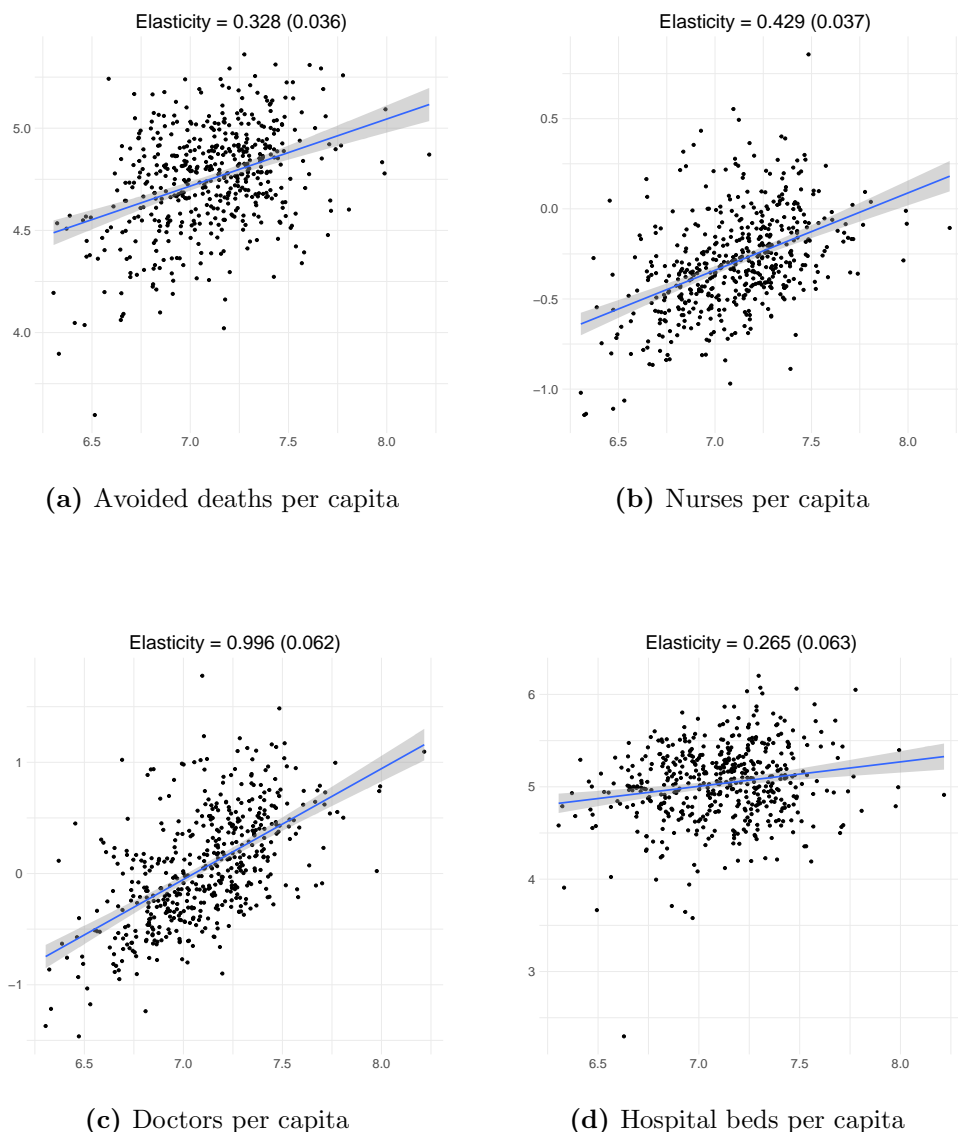 Elasticity = 0.328 (0.036)
5.0
4.5
4.0
6.5 7.0 7.5 8.0
(a) Avoided deaths per capita
Elasticity = 0.429 (0.037)
0.5
0.0
−0.5
−1.0
6.5 7.0 7.5 8.0
(b) Nurses per capita
Elasticity = 0.996 (0.062)
1
0
−1
6.5 7.0 7.5 8.0
(c) Doctors per capita
Elasticity = 0.265 (0.063)
6
5
4
3
6.5 7.0 7.5 8.0
(d) Hospital beds per capita